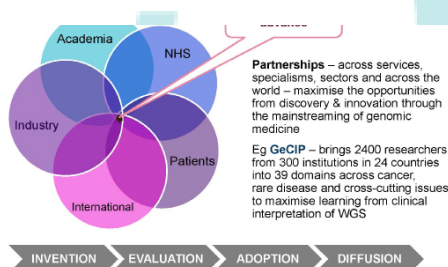 advance
Academia
NHS
Industry
Patients
International
Partnerships – across services,
specialisms, sectors and across the
world – maximise the opportunities
from discovery & innovation through
the mainstreaming of genomic
medicine
Eg GeCIP – brings 2400 researchers
from 300 institutions in 24 countries
into 39 domains across cancer,
rare disease and cross-cutting issues
to maximise learning from clinical
interpretation of WGS
INVENTION
EVALUATION
ADOPTION
DIFFUSION